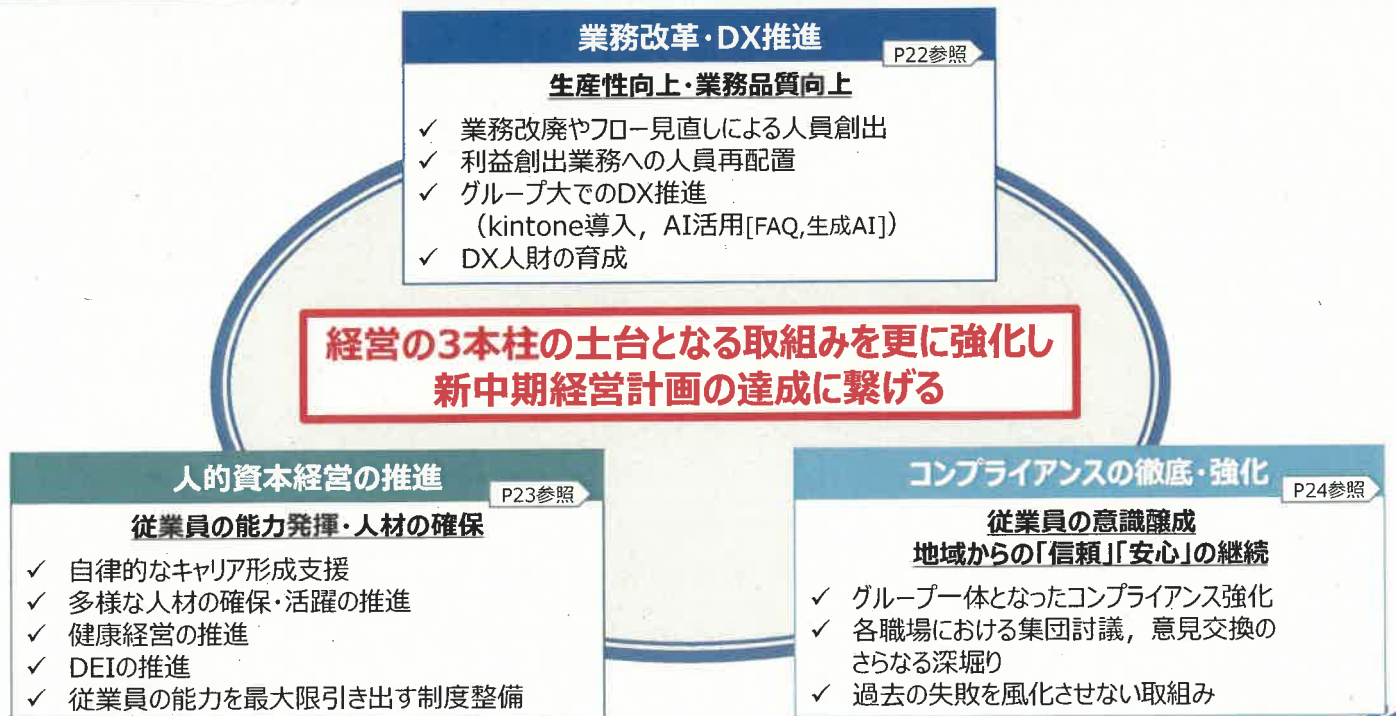 業務改革・DX推進
P22参照
生産性向上・業務品質向上
✓ 業務改廃やフロー見直しによる人員創出
✓ 利益創出業務への人員再配置
✓ グループ大でのDX推進
（kintone導入，AI活用[FAQ,生成AI]）
✓ DX人財の育成
経営の3本柱の土台となる取組みを更に強化し
新中期経営計画の達成に繋げる
人的資本経営の推進
P23参照
従業員の能力発揮・人材の確保
✓ 自律的なキャリア形成支援
✓ 多様な人材の確保・活躍の推進
✓ 健康経営の推進
✓ DEIの推進
✓ 従業員の能力を最大限引き出す制度整備
コンプライアンスの徹底・強化
P24参照
従業員の意識醸成
地域からの「信頼」「安心」の継続
✓ グループ一体となったコンプライアンス強化
✓ 各職場における集団討議，意見交換の
さらなる深堀り
✓ 過去の失敗を風化させない取組み